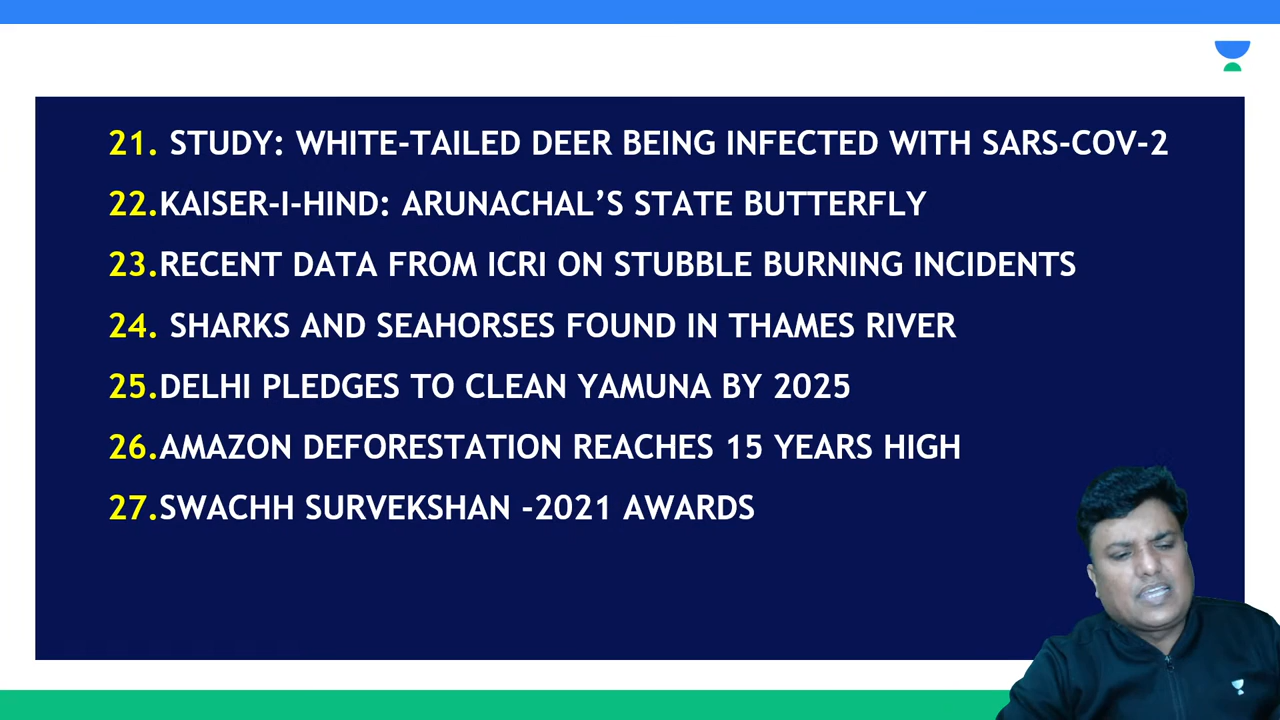 21. STUDY: WHITE-TAILED DEER BEING INFECTED WITH SARS-COV-2
22.KAISER-I-HIND: ARUNACHAL’S STATE BUTTERFLY
23.RECENT DATA FROM ICRI ON STUBBLE BURNING INCIDENTS
24. SHARKS AND SEAHORSES FOUND IN THAMES RIVER
25.DELHI PLEDGES TO CLEAN YAMUNA BY 2025
26.AMAZON DEFORESTATION REACHES 15 YEARS HIGH
27.SWACHH SURVEKSHAN -2021 AWARDS